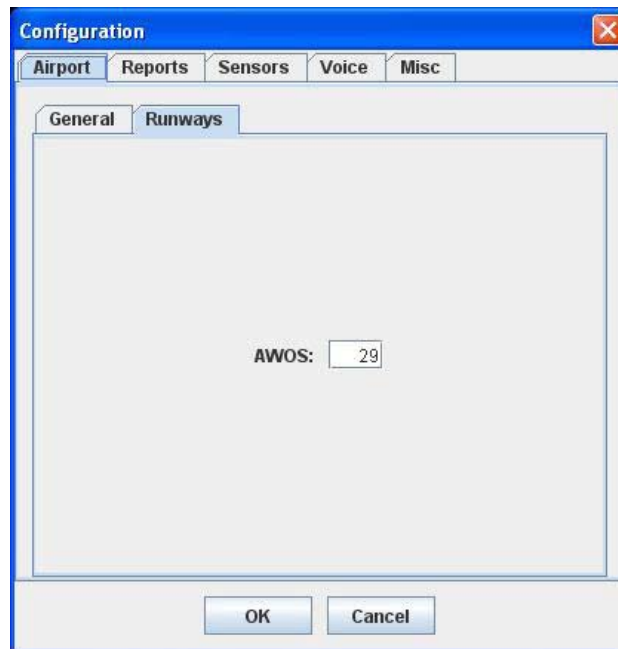 Configuration
Airport Reports Sensors Voice Misc
General Runways
AWOS: 29
OK Cancel